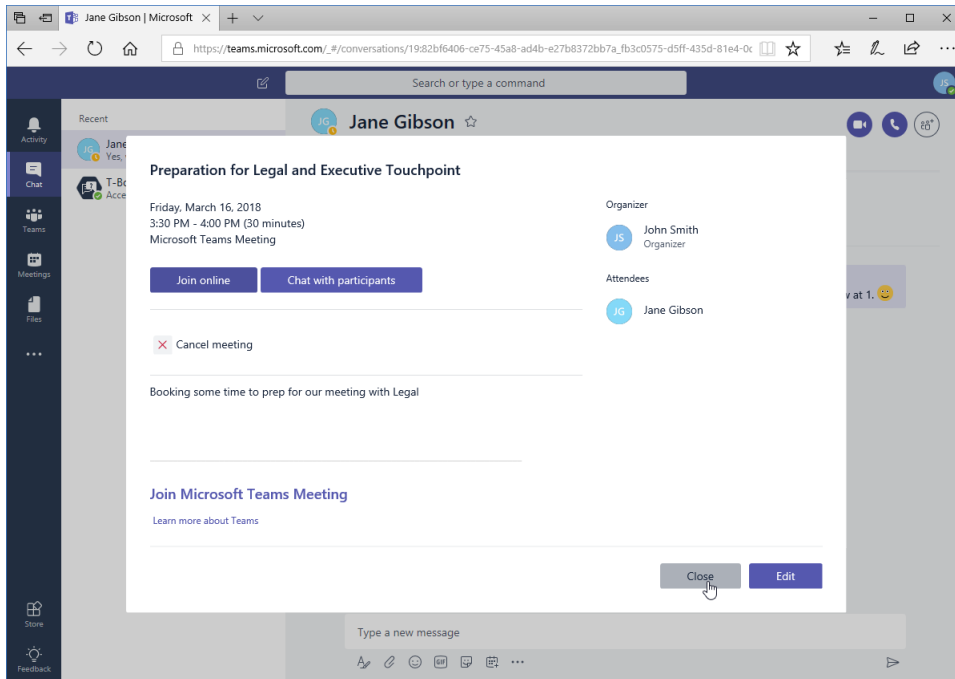 Jane Gibson | Microsoft
https://teams.microsoft.com/_#/conversations/19:82bf6406-ce75-45a8-ad4b-e27b8372bb7a_fb3c0575-d5ff-435d-81e4-0c
Search or type a command
JS
Activity
Chat
Teams
Meetings
Files
Store
Feedback
Recent
JG
Jane
Yes,
T-Bo
Acce
JG
Jane Gibson
Preparation for Legal and Executive Touchpoint
Friday, March 16, 2018
3:30 PM - 4:00 PM (30 minutes)
Microsoft Teams Meeting
Join online
Chat with participants
Cancel meeting
Booking some time to prep for our meeting with Legal
Join Microsoft Teams Meeting
Learn more about Teams
Organizer
JS
John Smith
Organizer
Attendees
JG
Jane Gibson
at 1.
Close
Edit
Type a new message
GIF